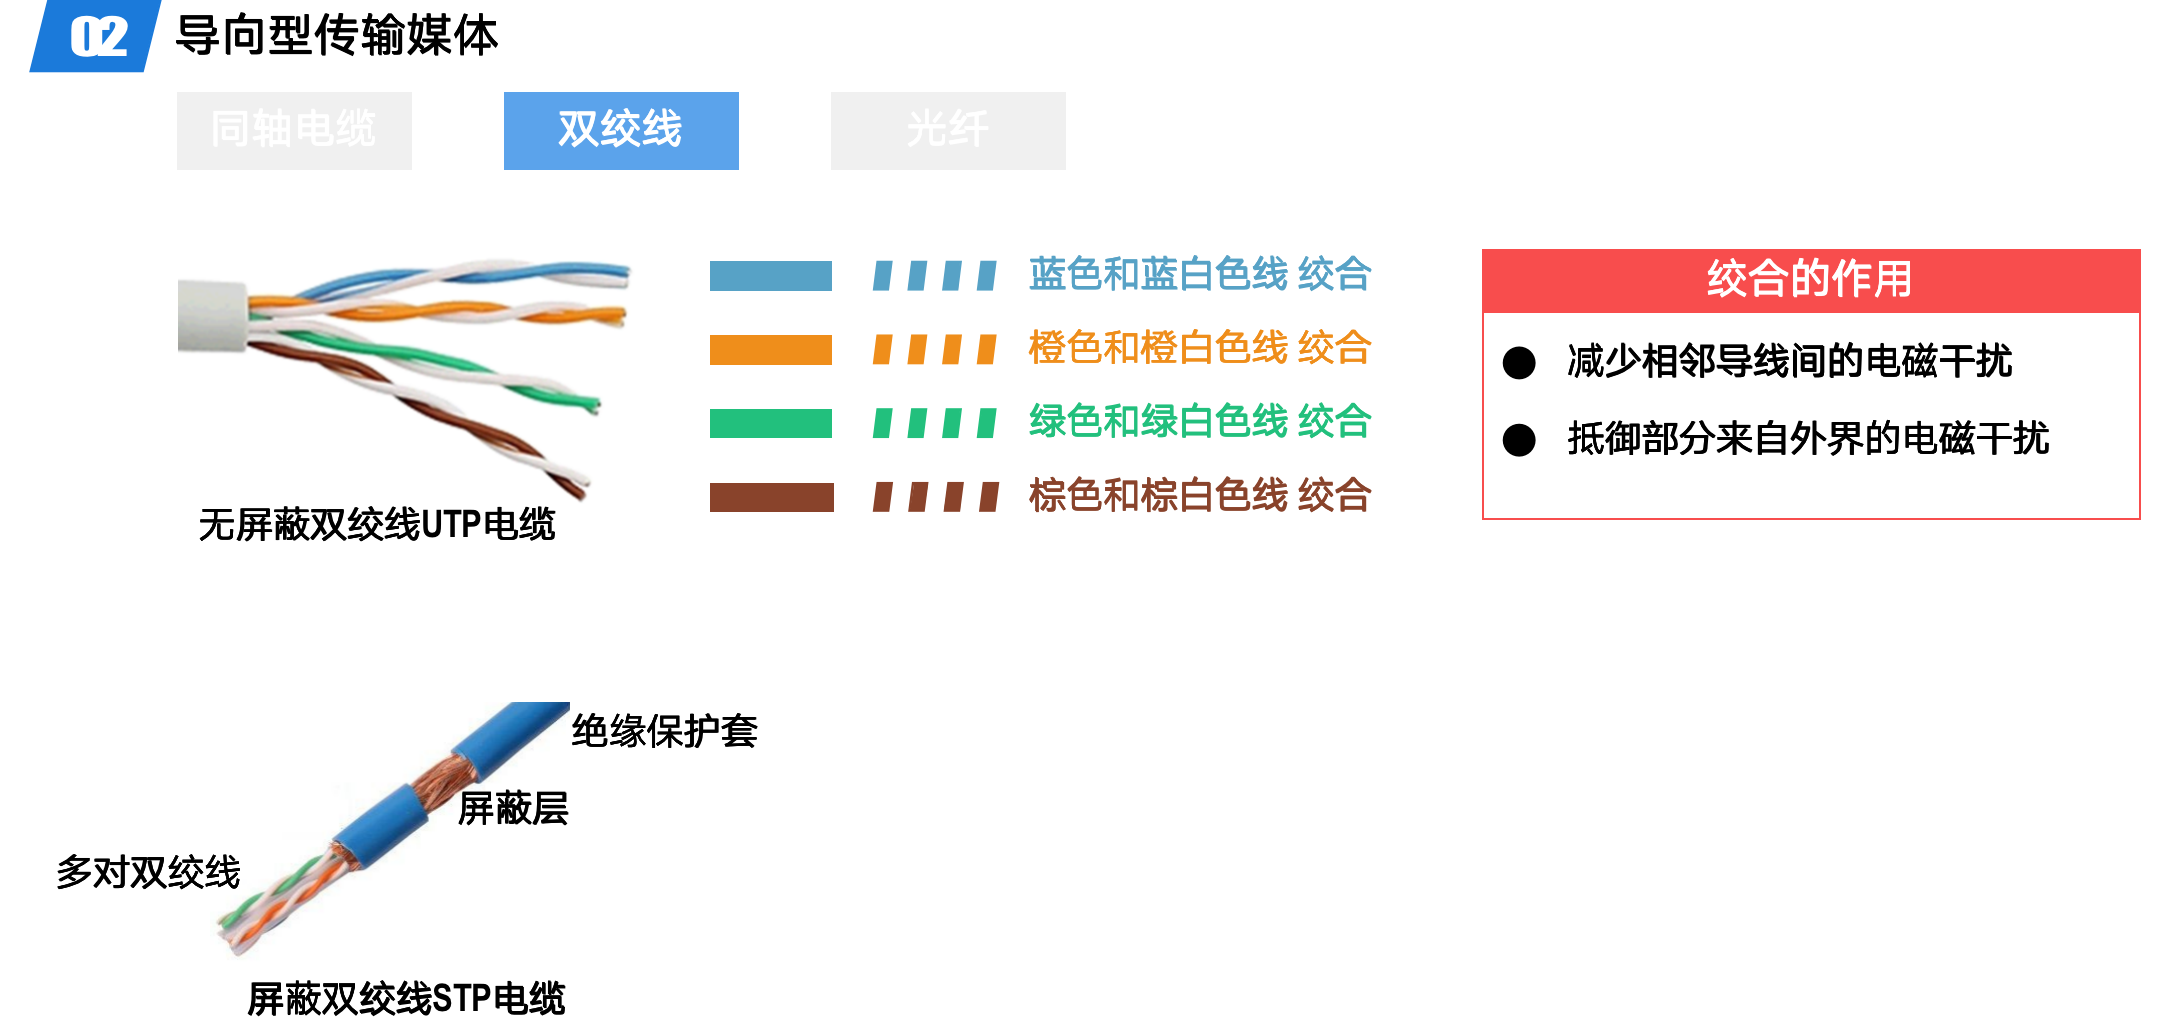 02 导向型传输媒体
同轴电缆 双绞线 光纤
蓝色和蓝白色线 绞合
橙色和橙白色线 绞合
绿色和绿白色线 绞合
棕色和棕白色线 绞合
无屏蔽双绞线UTP电缆
绞合的作用
● 减少相邻导线间的电磁干扰
● 抵御部分来自外界的电磁干扰
绝缘保护套
屏蔽层
多对双绞线
屏蔽双绞线STP电缆